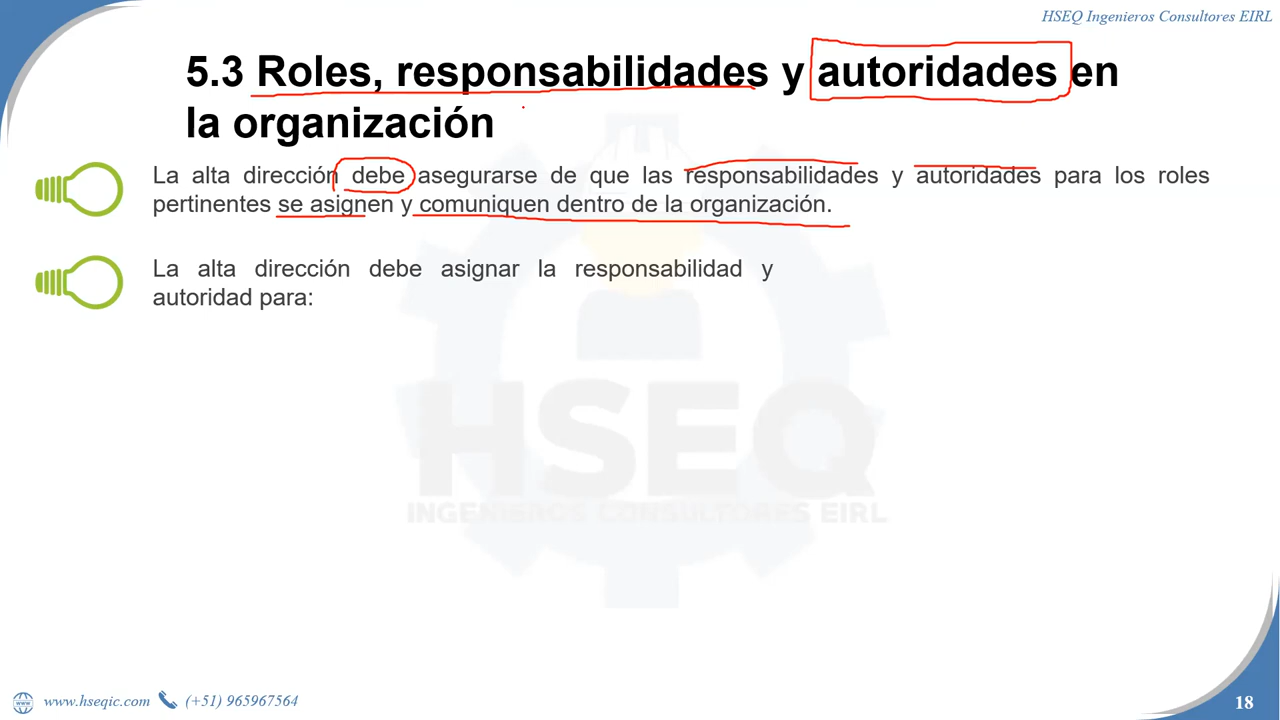 HSEQ Ingenieros Consultores EIRL
5.3 Roles, responsabilidades y autoridades en
la organización
La alta dirección debe asegurarse de que las responsabilidades y autoridades para los roles
pertinentes se asignen y comuniquen dentro de la organización.
La alta dirección debe asignar la responsabilidad y
autoridad para:
HSEQ
INGENIEROS CONSULTORES EIRL
www.hseqic.com (+51) 965967564
18